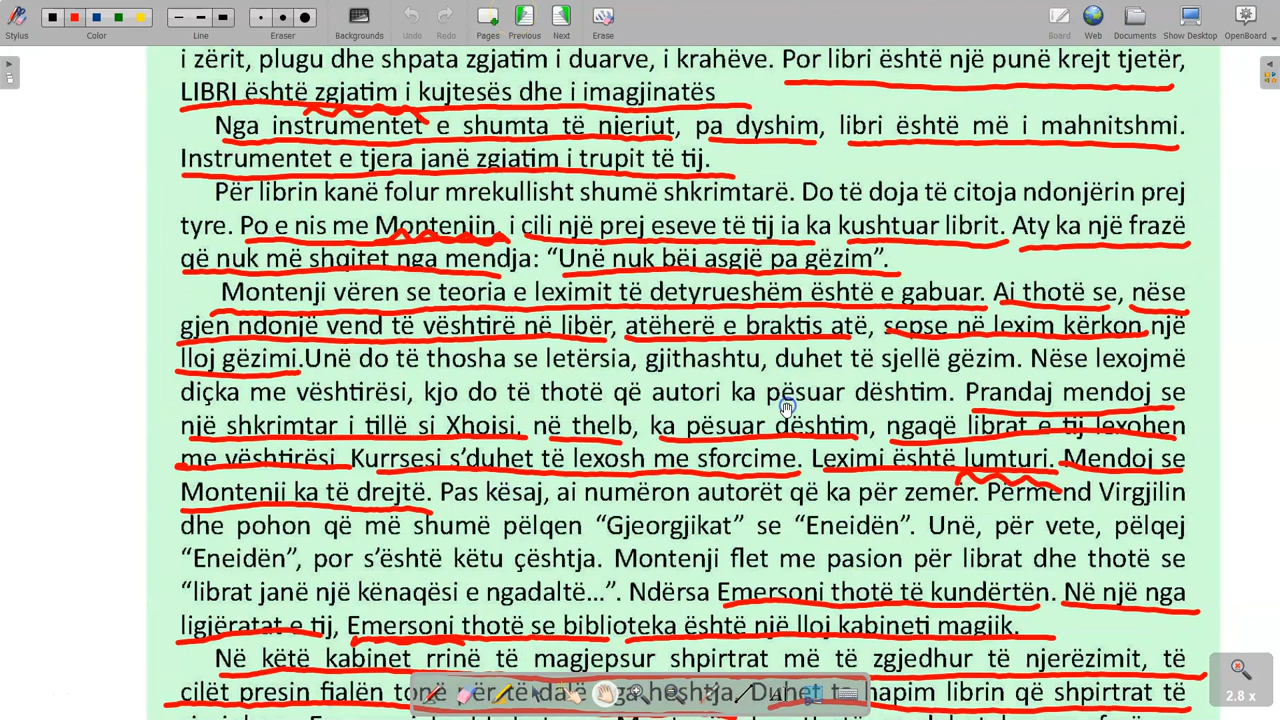 Stylus
Color
Line
Eraser
Backgrounds
Undo
Redo
Pages
Previous
Next
Erase
Board
Web
Documents
Show Desktop
OpenBoard
i zërit, plugu dhe shpata zgjatim i duarve, i krahëve. Por libri është një punë krejt tjetër,
LIBRI është zgjatim i kujtesës dhe i imagjinatës
Nga instrumentet e shumta të njeriut, pa dyshim, libri është më i mahnitshmi.
Instrumentet e tjera janë zgjatim i trupit të tij.
Për librin kanë folur mrekullisht shumë shkrimtarë. Do të doja të citoja ndonjërin prej
tyre. Po e nis me Montenjin, i cili një prej eseve të tij ia ka kushtuar librit. Aty ka një frazë
që nuk më shqitet nga mendja: “Unë nuk bëj asgjë pa gëzim”.
Montenji vëren se teoria e leximit të detyrueshëm është e gabuar. Ai thotë se, nëse
gjen ndonjë vend të vështirë në libër, atëherë e braktis atë, sepse në lexim kërkon një
lloj gëzimi.Unë do të thosha se letërsia, gjithashtu, duhet të sjellë gëzim. Nëse lexojmë
diçka me vështirësi, kjo do të thotë që autori ka pësuar dështim. Prandaj mendoj se
një shkrimtar i tillë si Xhoisi, në thelb, ka pësuar dështim, ngaqë librat e tij lexohen
me vështirësi Kurrsesi s’duhet të lexosh me sforcime. Leximi është lumturi. Mendoj se
Montenji ka të drejtë. Pas kësaj, ai numëron autorët që ka për zemër. Përmend Virgjilin
dhe pohon që më shumë pëlqen “Gjeorgjikat” se “Eneidën”. Unë, për vete, pëlqej
“Eneidën”, por s’është këtu çështja. Montenji flet me pasion për librat dhe thotë se
“librat janë një kënaqësi e ngadaltë...”. Ndërsa Emersoni thotë të kundërtën. Në një nga
ligjëratat e tij, Emersoni thotë se biblioteka është një lloj kabineti magjik.
Në këtë kabinet rrinë të magjepsur shpirtrat më të zgjedhur të njerëzimit, të
cilët presin fjalën tonë për të dalë nga heshtja. Duhet ta hapim librin që shpirtrat të
2.8 x